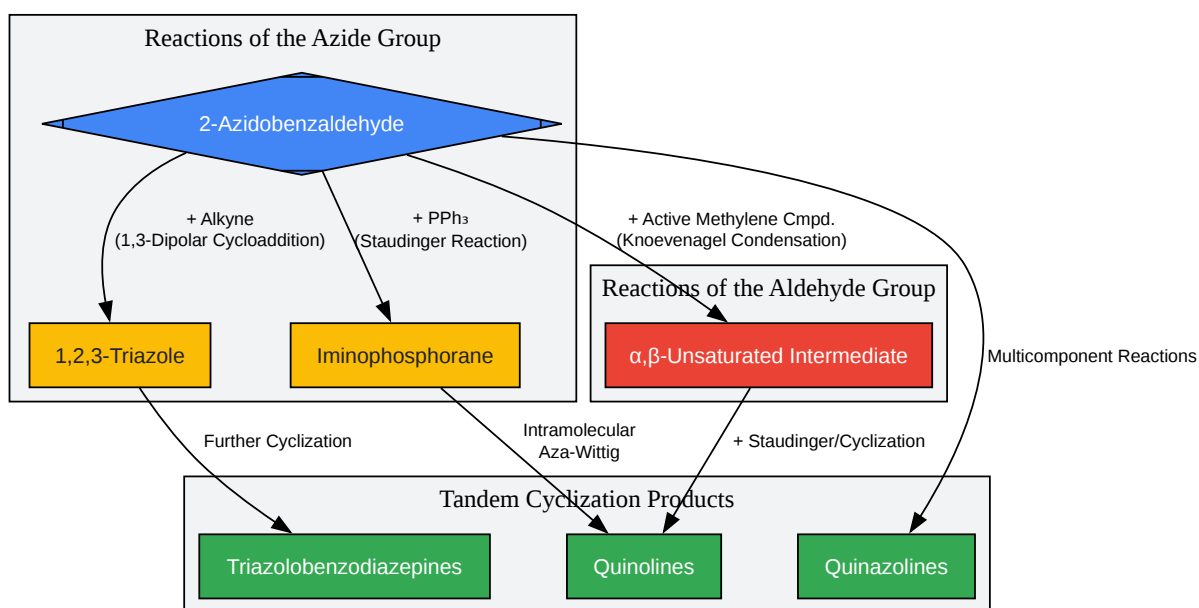 Reactions of the Azide Group
2-Azidobenzaldehyde
+ Alkyne
(1,3-Dipolar Cycloaddition)
+ PPh₃
(Staudinger Reaction)
+ Active Methylene Cmpd.
(Knoevenagel Condensation)
Reactions of the Aldehyde Group
1,2,3-Triazole
Iminophosphorane
α,β-Unsaturated Intermediate
Multicomponent Reactions
Further Cyclization
Intramolecular
Aza-Wittig
+ Staudinger/Cyclization
Tandem Cyclization Products
Triazolobenzodiazepines
Quinolines
Quinazolines